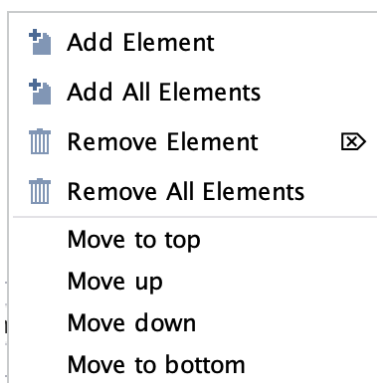 Add Element
Add All Elements
Remove Element ⌦
Remove All Elements
Move to top
Move up
Move down
Move to bottom